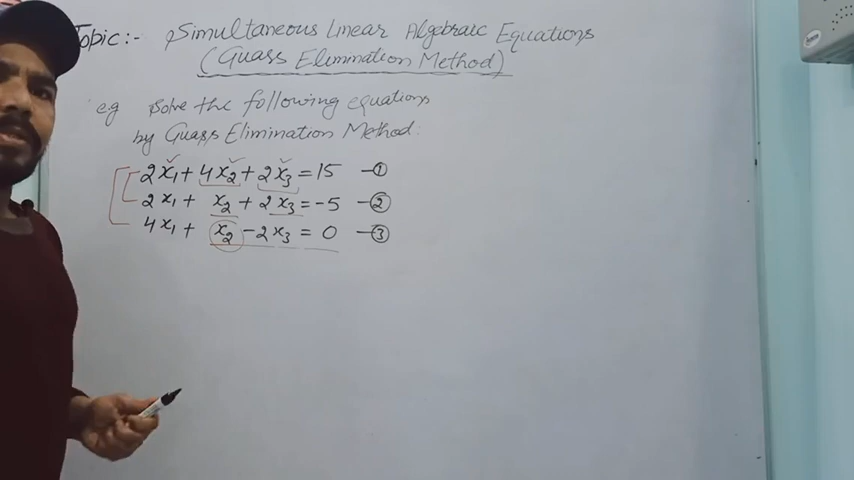 Topic:- Simultaneous Linear Algebraic Equations
(Guass Elimination Method)
e.g Solve the following equations
by Guass Elimination Method.
2x₁ + 4x₂ + 2x₃ = 15 —①
2x₁ + x₂ + 2x₃ = -5 —②
4x₁ + x₂ - 2x₃ = 0 —③